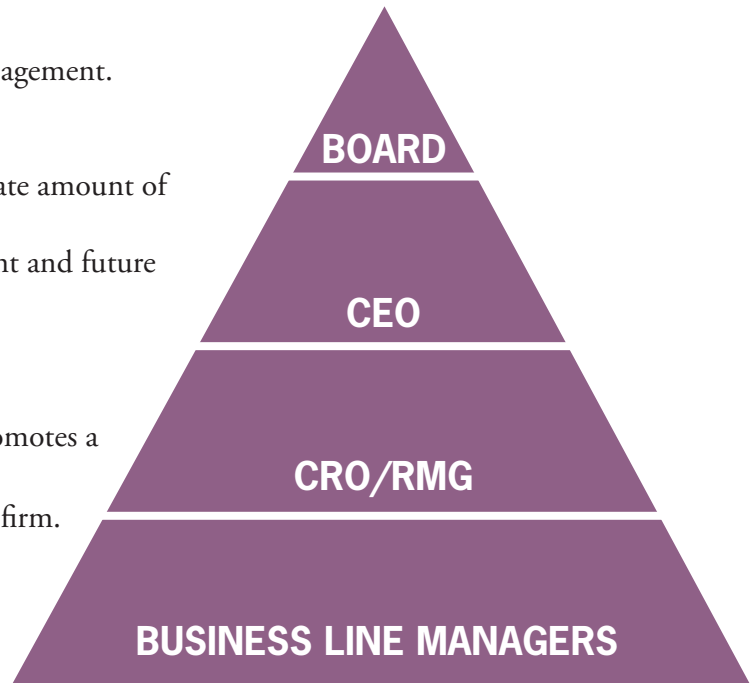 agement.
BOARD
ate amount of
nt and future
CEO
omotes a
CRO/RMG
firm.
BUSINESS LINE MANAGERS